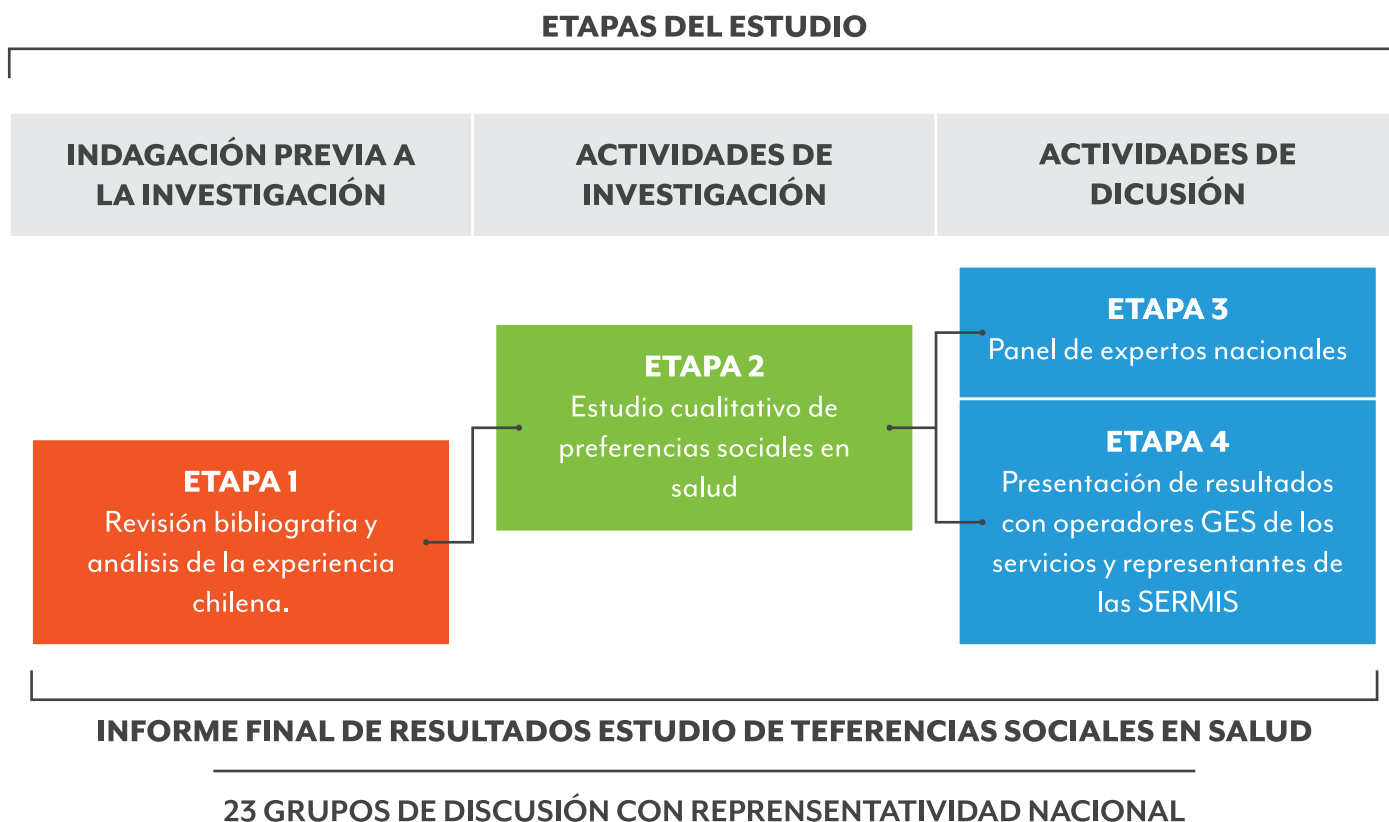 ETAPAS DEL ESTUDIO
INDAGACIÓN PREVIA A
LA INVESTIGACIÓN
ACTIVIDADES DE
INVESTIGACIÓN
ACTIVIDADES DE
DICUSIÓN
ETAPA 1
Revisión bibliografia y
análisis de la experiencia
chilena.
ETAPA 2
Estudio cualitativo de
preferencias sociales en
salud
ETAPA 3
Panel de expertos nacionales
ETAPA 4
Presentación de resultados
con operadores GES de los
servicios y representantes de
las SERMIS
INFORME FINAL DE RESULTADOS ESTUDIO DE TEFERENCIAS SOCIALES EN SALUD
23 GRUPOS DE DISCUSIÓN CON REPRENSENTATIVIDAD NACIONAL